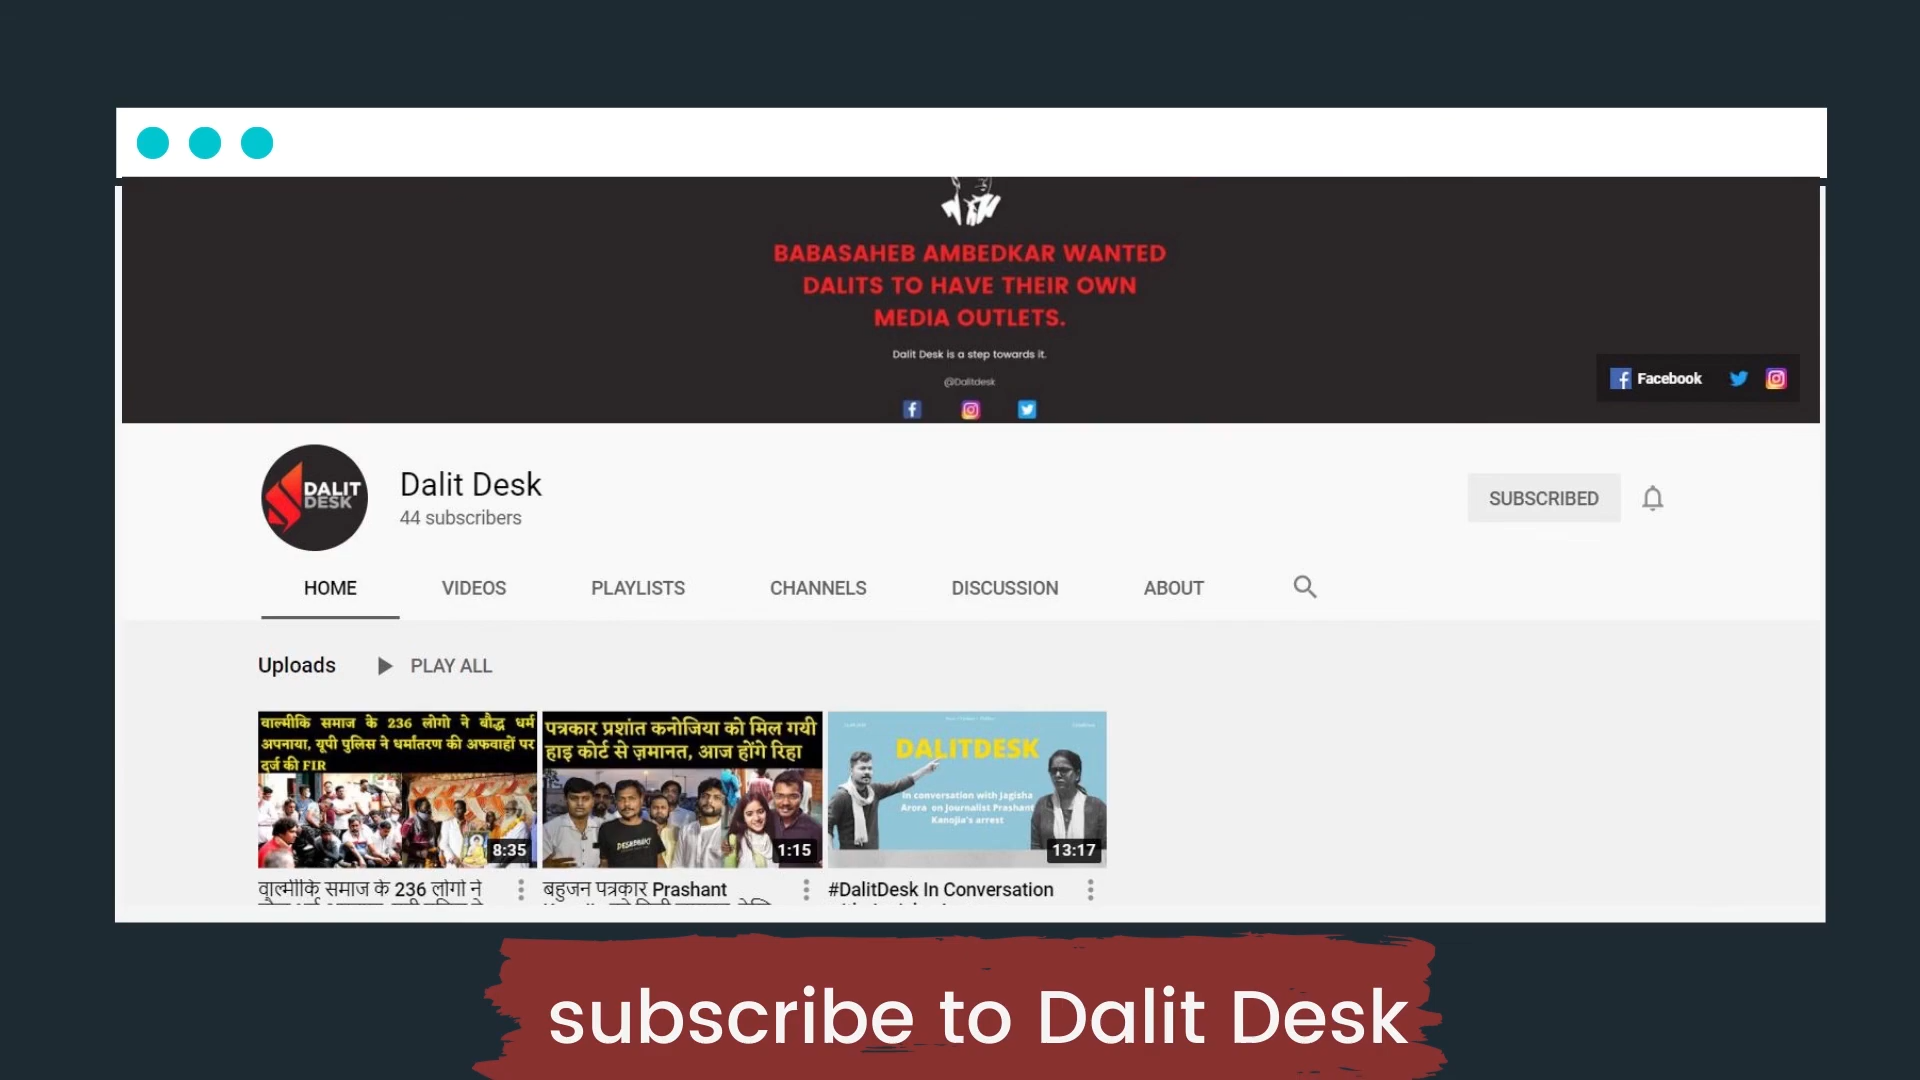 BABASAHEB AMBEDKAR WANTED
DALITS TO HAVE THEIR OWN
MEDIA OUTLETS.
Dalit Desk is a step towards it.
@Dalitdesk
Facebook
DALIT
DESK
Dalit Desk
44 subscribers
SUBSCRIBED
HOME VIDEOS PLAYLISTS CHANNELS DISCUSSION ABOUT
Uploads PLAY ALL
वाल्मीकि समाज के 236 लोगो ने बौद्ध धर्म
अपनाया, यूपी पुलिस ने धर्मांतरण की अफवाहों पर
दर्ज की FIR
8:35
पत्रकार प्रशांत कनोजिया को मिल गयी
हाइ कोर्ट से ज़मानत, आज होंगे रिहा
1:15
DALITDESK
In conversation with Jagisha
Arora on Journalist Prashant
Kanojia's arrest
13:17
वाल्मीकि समाज के 236 लोगो ने
बहुजन पत्रकार Prashant
#DalitDesk In Conversation
subscribe to Dalit Desk